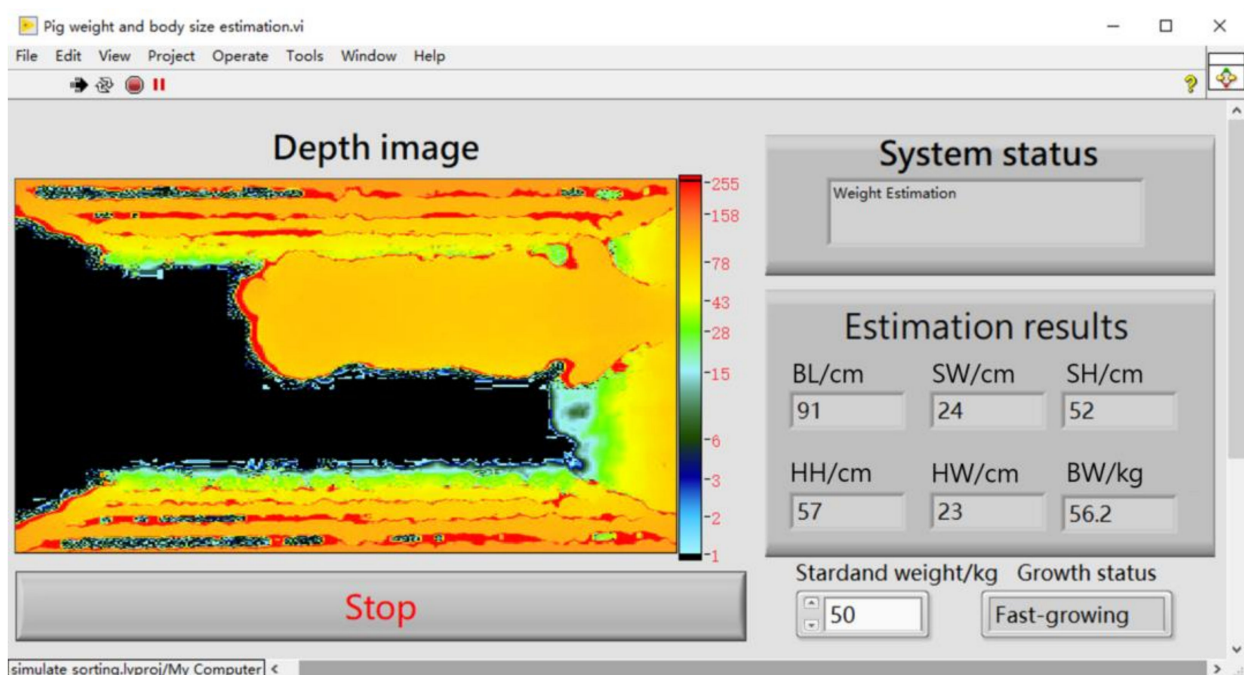 Pig weight and body size estimation.vi
File Edit View Project Operate Tools Window Help
Depth image
255
158
78
43
28
15
6
3
2
1
System status
Weight Estimation
Estimation results
BL/cm SW/cm SH/cm
91 24 52
HH/cm HW/cm BW/kg
57 23 56.2
Stardand weight/kg Growth status
50 Fast-growing
Stop
simulate sorting.lvproj/My Computer